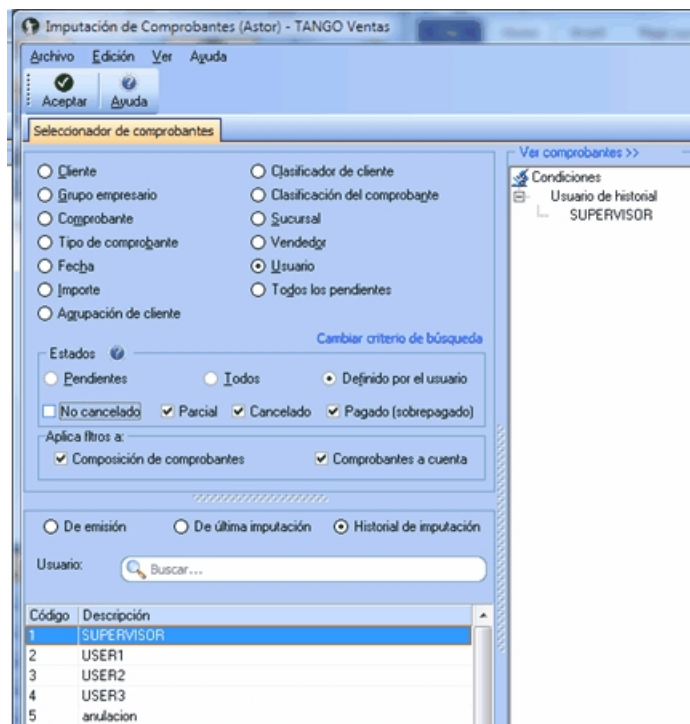 Imputación de Comprobantes (Astor) - TANGO Ventas
Archivo Edición Ver Ayuda
Aceptar Ayuda
Seleccionador de comprobantes
Ver comprobantes >>
Cliente Clasificador de cliente
Grupo empresario Clasificación del comprobante
Comprobante Sucursal
Tipo de comprobante Vendedor
Fecha Usuario
Importe Todos los pendientes
Agrupación de cliente
Condiciones
Usuario de historial
SUPERVISOR
Cambiar criterio de búsqueda
Estados
Pendientes Todos Definido por el usuario
No cancelado Parcial Cancelado Pagado (sobrepagado)
Aplica filtros a:
Composición de comprobantes Comprobantes a cuenta
De emisión De última imputación Historial de imputación
Usuario: Buscar...
Código Descripción
1 SUPERVISOR
2 USER1
3 USER2
4 USER3
5 anulacion